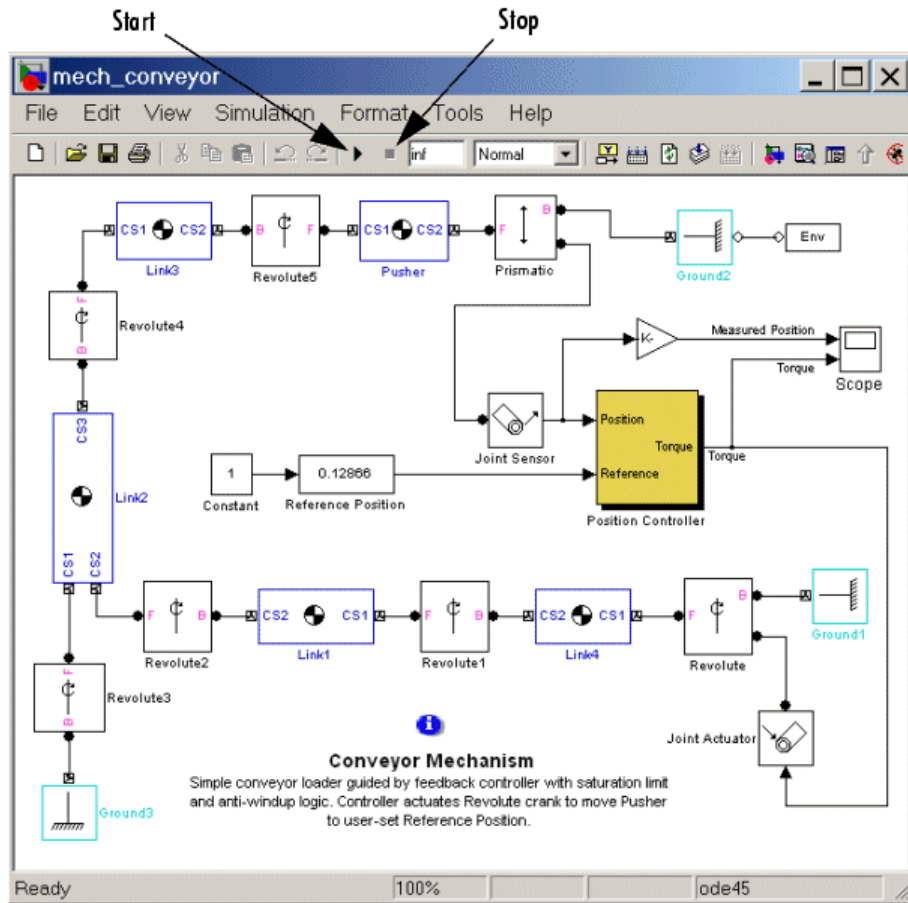 Start
Stop
mech_conveyor
File Edit View Simulation Format Tools Help
inf
Normal
CS1 CS2
Link3
B F
Revolute5
CS1 CS2
Pusher
F B
Prismatic
Ground2
Env
F
B
Revolute4
K-
Measured Position
Torque
Scope
CS3
CS1
CS2
Link2
Joint Sensor
Position
Reference
Torque
Position Controller
Torque
1
Constant
0.12866
Reference Position
F B
Revolute2
CS2 CS1
Link1
F B
Revolute1
CS2 CS1
Link4
F B
Revolute
Ground1
F
B
Revolute3
Ground3
Joint Actuator
i
Conveyor Mechanism
Simple conveyor loader guided by feedback controller with saturation limit
and anti-windup logic. Controller actuates Revolute crank to move Pusher
to user-set Reference Position.
Ready 100% ode45